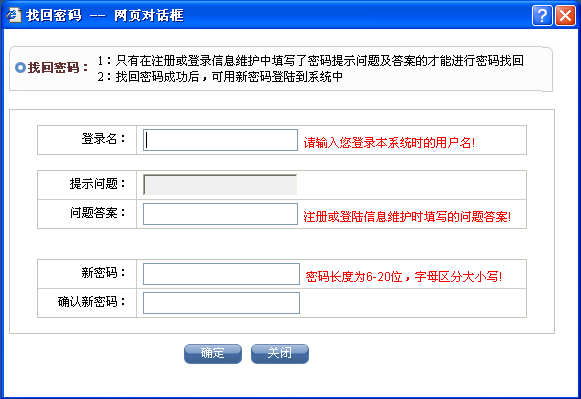 找回密码 -- 网页对话框
找回密码：
1：只有在注册或登录信息维护中填写了密码提示问题及答案的才能进行密码找回
2：找回密码成功后，可用新密码登陆到系统中
登录名： 请输入您登录本系统时的用户名!
提示问题：
问题答案： 注册或登陆信息维护时填写的问题答案!
新密码： 密码长度为6-20位，字母区分大小写!
确认新密码：
确定 关闭